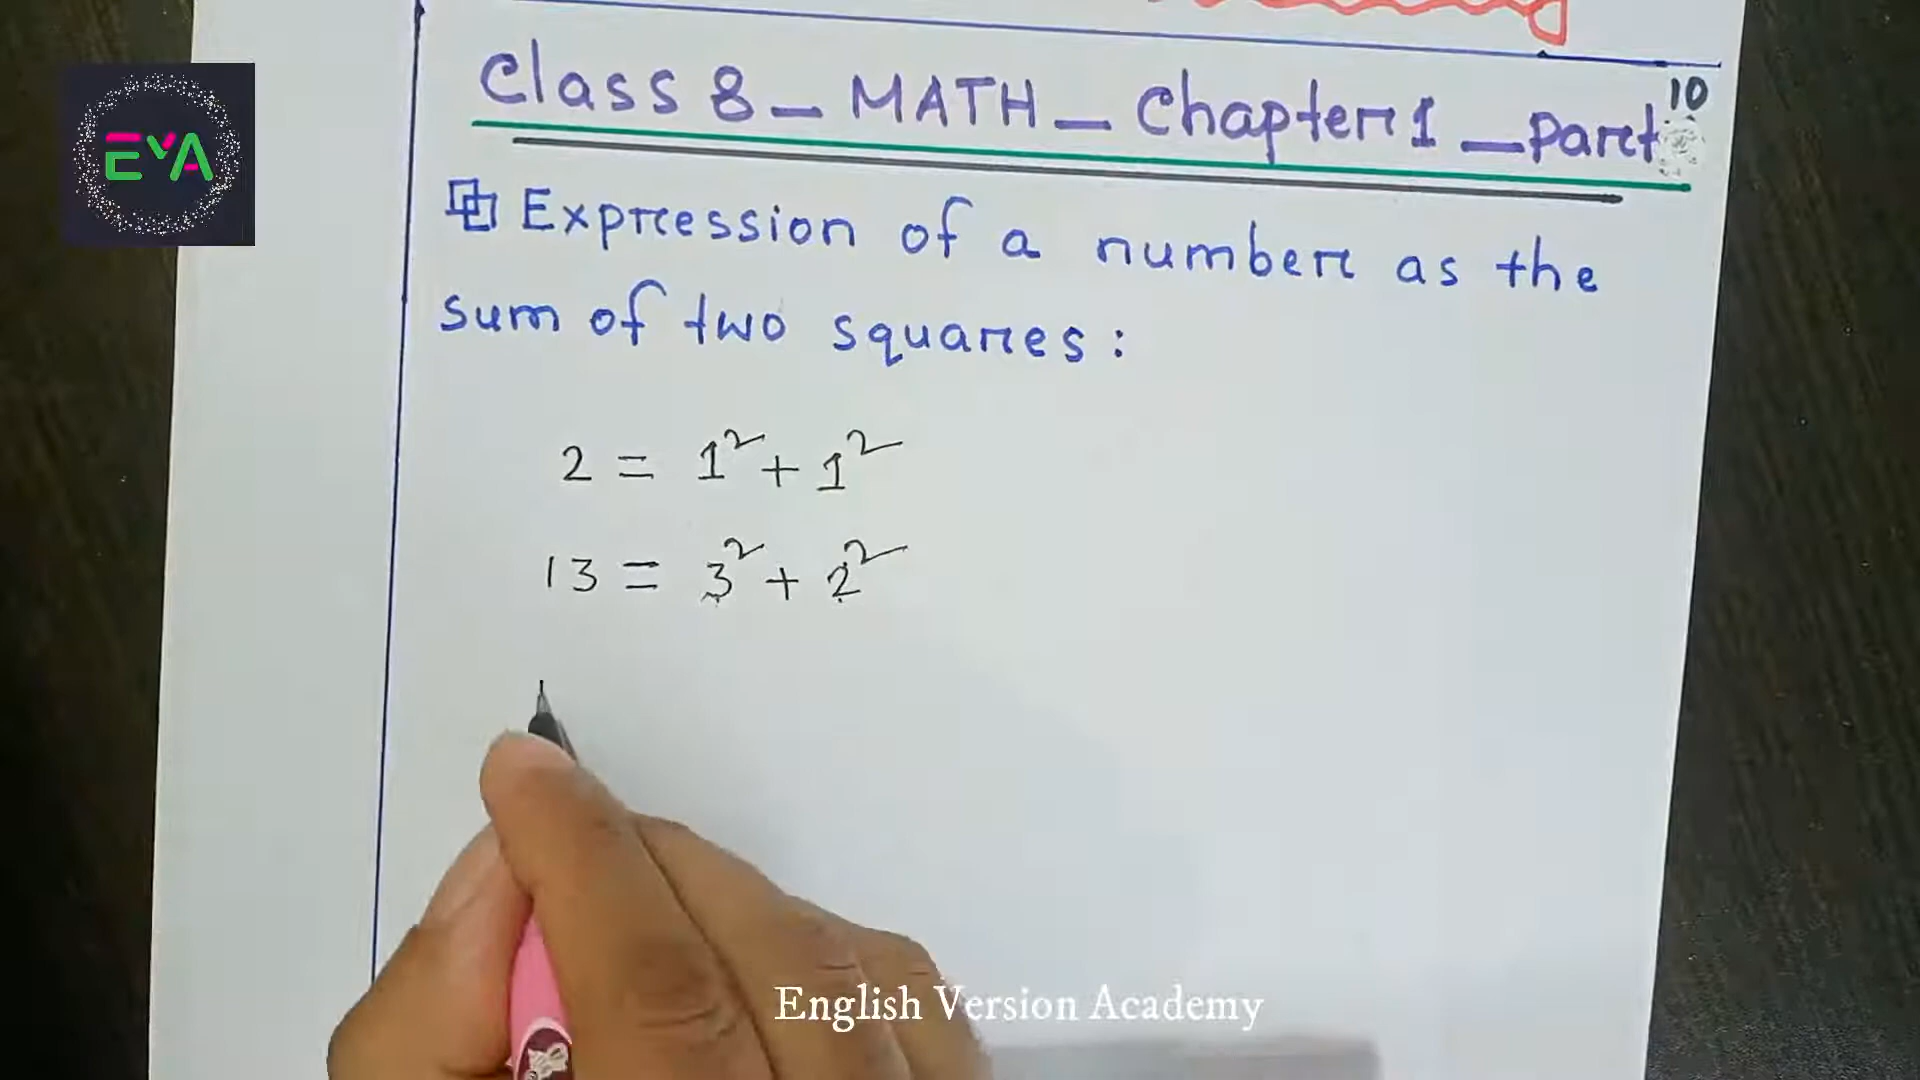 EYA
Class 8 - MATH - Chapter 1 - Part 10
Expression of a number as the
sum of two squares:
2 = 1² + 1²
13 = 3² + 2²
English Version Academy